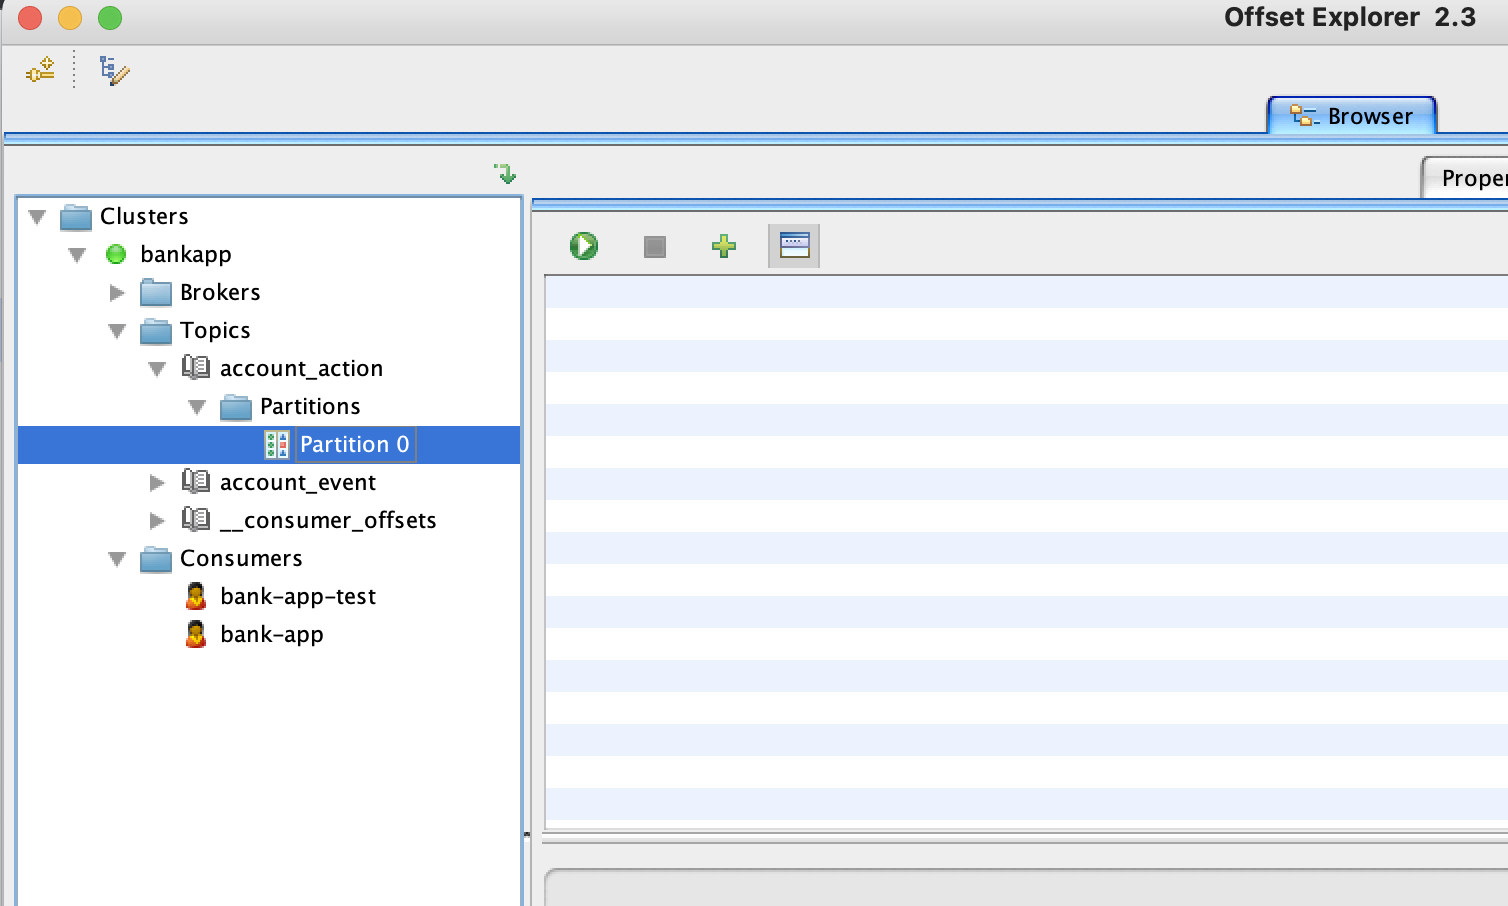 Offset Explorer 2.3
Browser
Proper
Clusters
bankapp
Brokers
Topics
account_action
Partitions
Partition 0
account_event
__consumer_offsets
Consumers
bank-app-test
bank-app